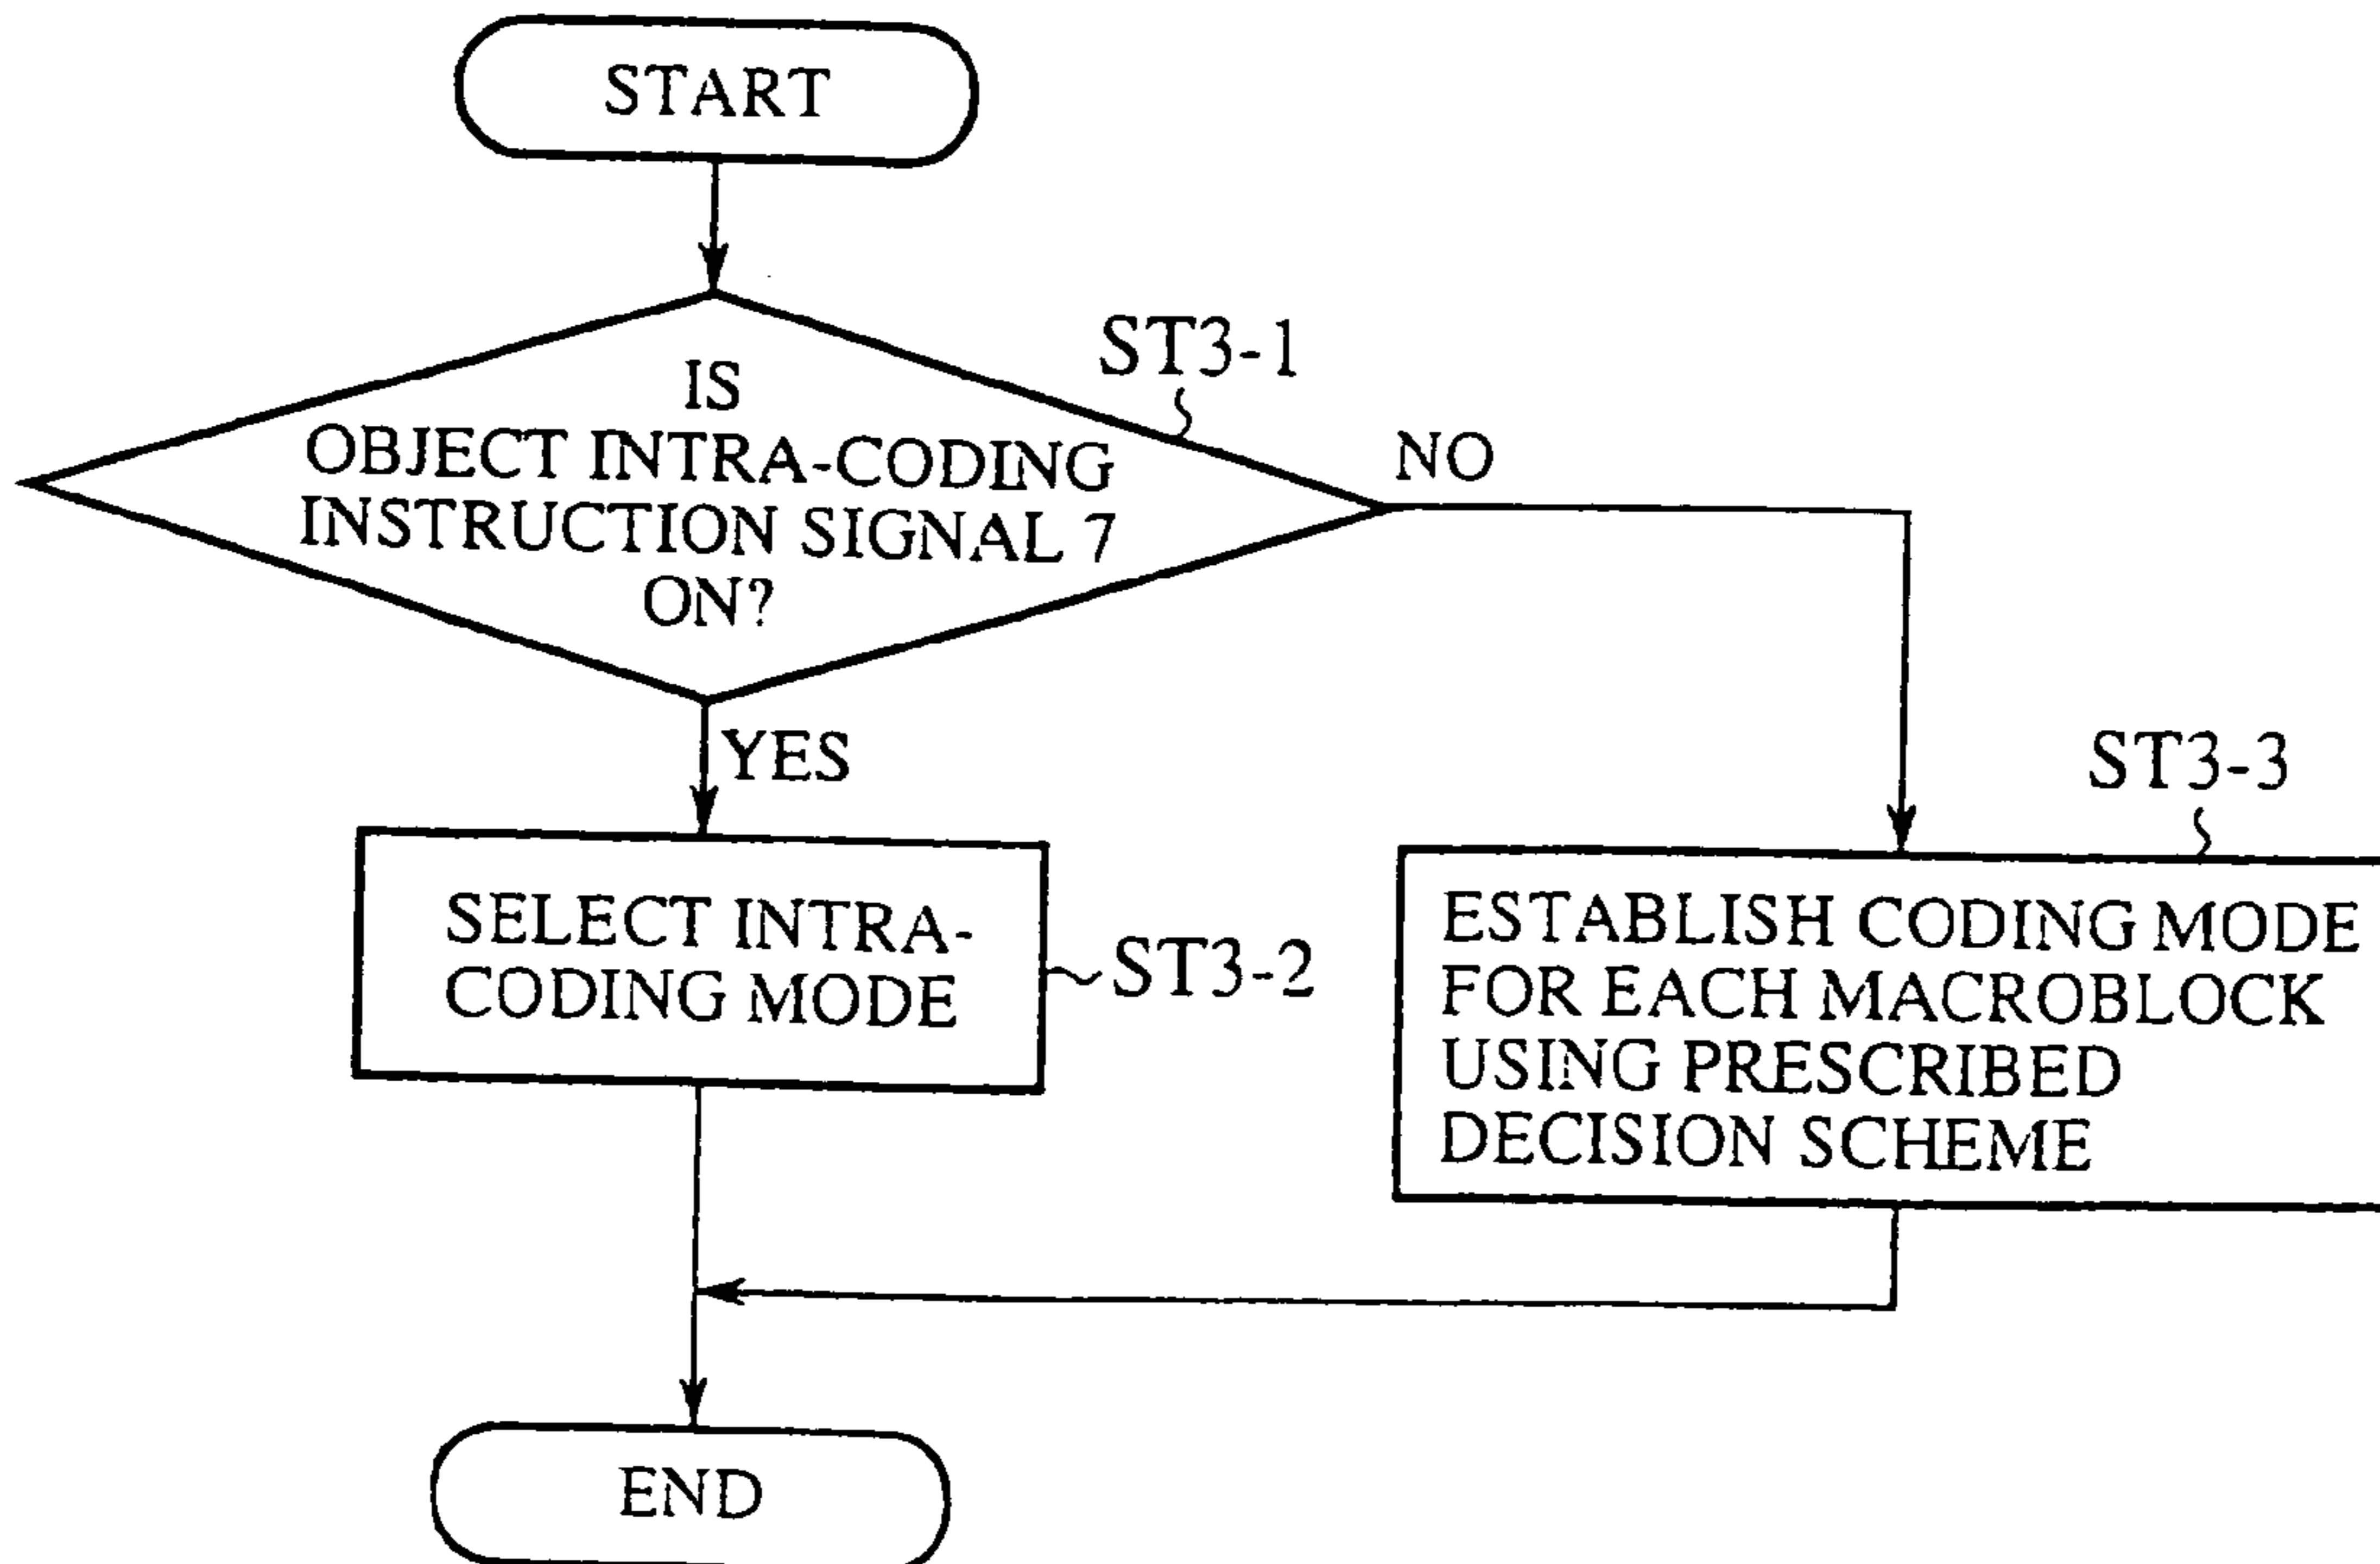 START
ST3-1
IS
OBJECT INTRA-CODING
INSTRUCTION SIGNAL 7
ON?
NO
YES
SELECT INTRA-
CODING MODE
ST3-2
ST3-3
ESTABLISH CODING MODE
FOR EACH MACROBLOCK
USING PRESCRIBED
DECISION SCHEME
END